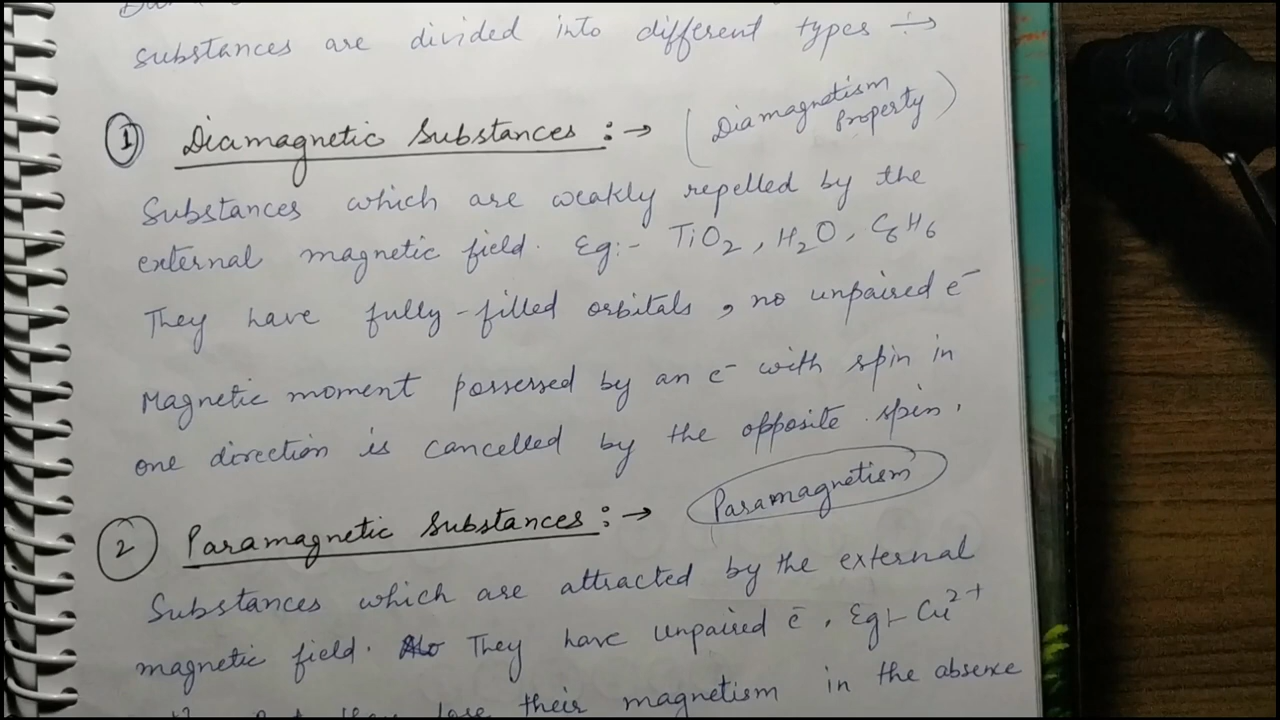 substances are divided into different types ÷→
① Diamagnetic Substances :→ (Diamagnetism Property)
Substances which are weakly repelled by the
external magnetic field. Eg:- TiO2, H2O, C6H6
They have fully-filled orbitals, no unpaired e⁻
Magnetic moment possessed by an e⁻ with spin in
one direction is cancelled by the opposite spin.
② Paramagnetic Substances :→ Paramagnetism
Substances which are attracted by the external
magnetic field. They have unpaired e⁻. Eg:- Cu²⁺
lose their magnetism in the absence